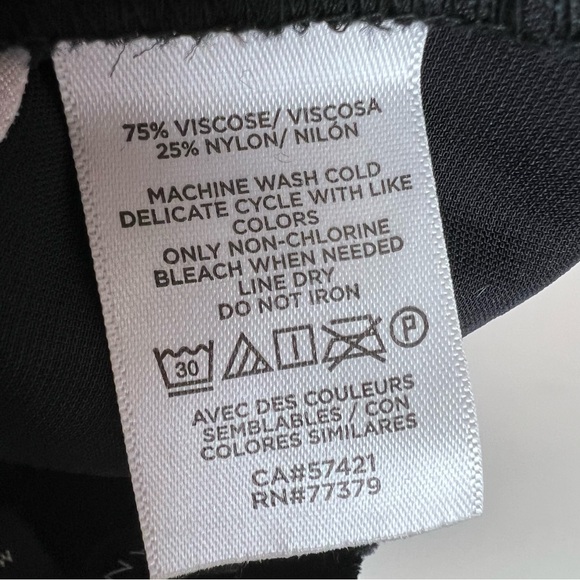 75% VISCOSE/ VISCOSA
25% NYLON/ NILÓN
MACHINE WASH COLD
DELICATE CYCLE WITH LIKE
COLORS
ONLY NON-CHLORINE
BLEACH WHEN NEEDED
LINE DRY
DO NOT IRON
30 P
AVEC DES COULEURS
SEMBLABLES / CON
COLORES SIMILARES
CA#57421
RN#77379